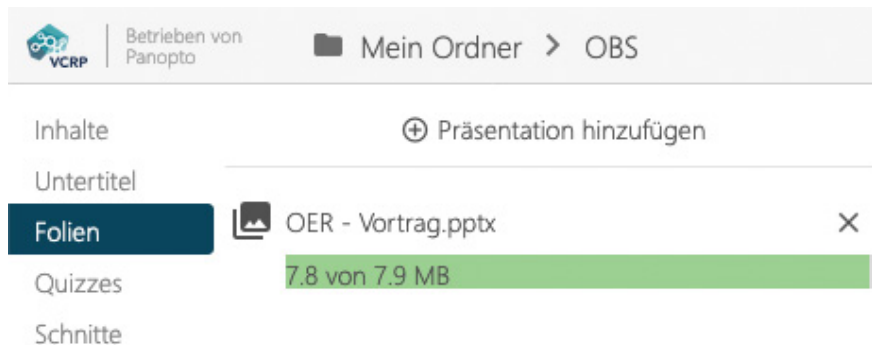 VCRP
Betrieben von
Panopto
Mein Ordner > OBS
Inhalte
Untertitel
Folien
Quizzes
Schnitte
Präsentation hinzufügen
OER - Vortrag.pptx
7.8 von 7.9 MB